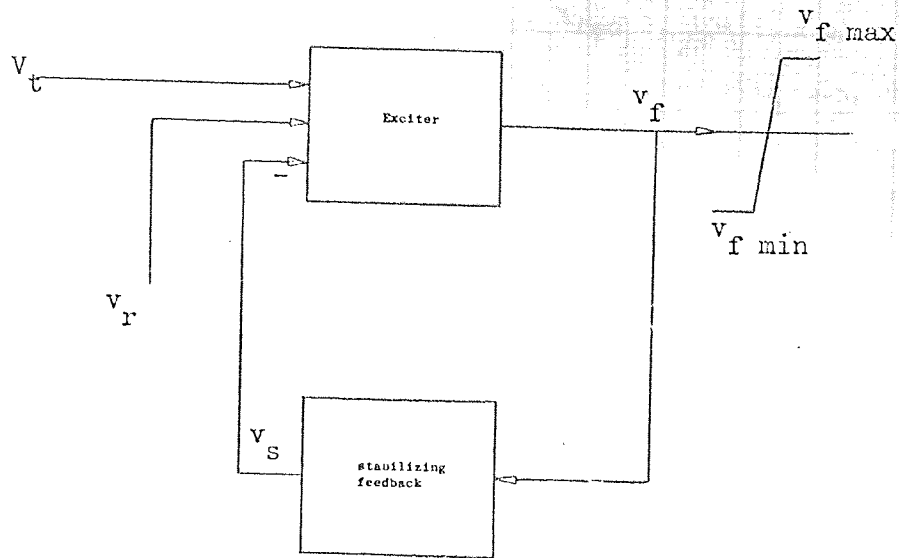 v_f max
V_t
v_f
Exciter
–
v_f min
v_r
v_s
stabilizing
feedback